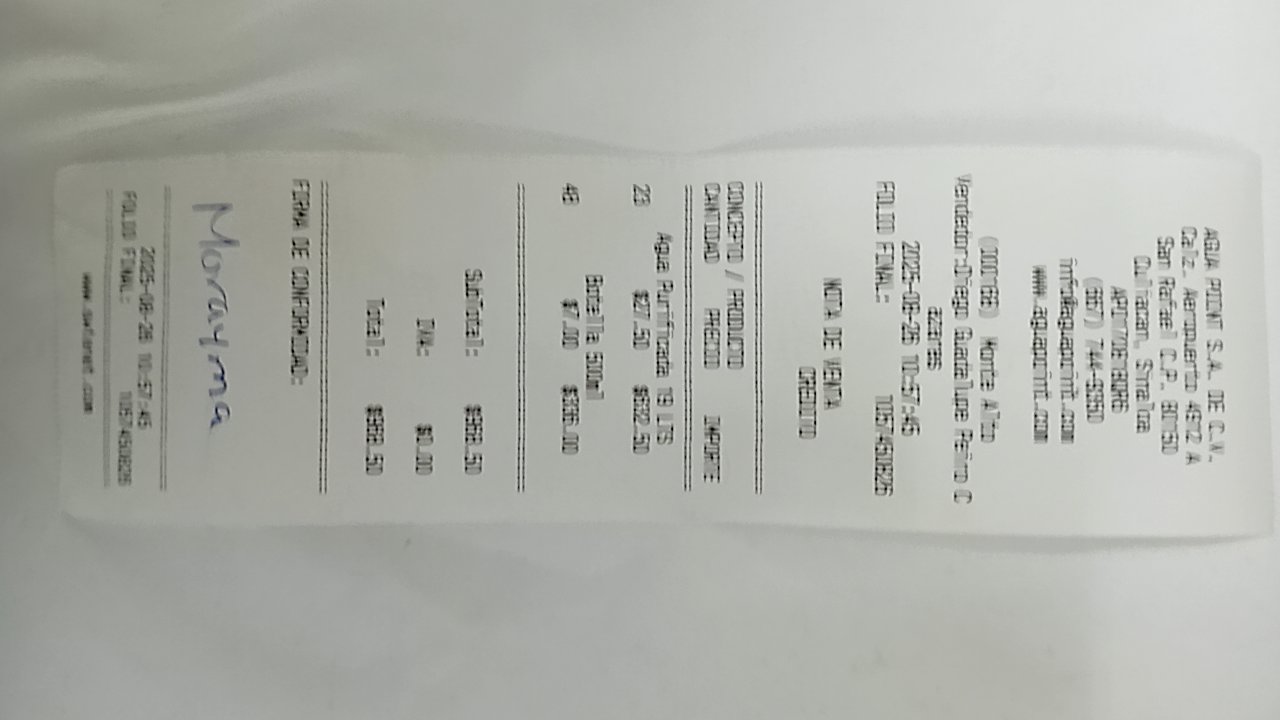 AGUA POINT S.A. DE C.V.
Calz. Aeropuerto 4972 A
San Rafael C.P. 80150
Culiacan, Sinaloa
(667) 744-9350
info@aguapoint.com
www.aguapoint.com
(000766) Monte Alto
Vendedor:Diego Guadalupe Peiro C
azares
2025-08-26 10:57:45
FOLIO FINAL: 1057450826
NOTA DE VENTA
CREDITO
CONCEPTO / PRODUCTO
CANTIDAD PRECIO IMPORTE
Agua Purificada 19 LTS
23 $27.50 $632.50
Botella 500ml
48 $7.00 $336.00
SubTotal: $968.50
IVA: $0.00
Total: $968.50
FIRMA DE CONFORMIDAD:
Morayma
2025-08-26 10:57:45
FOLIO FINAL: 1057450826